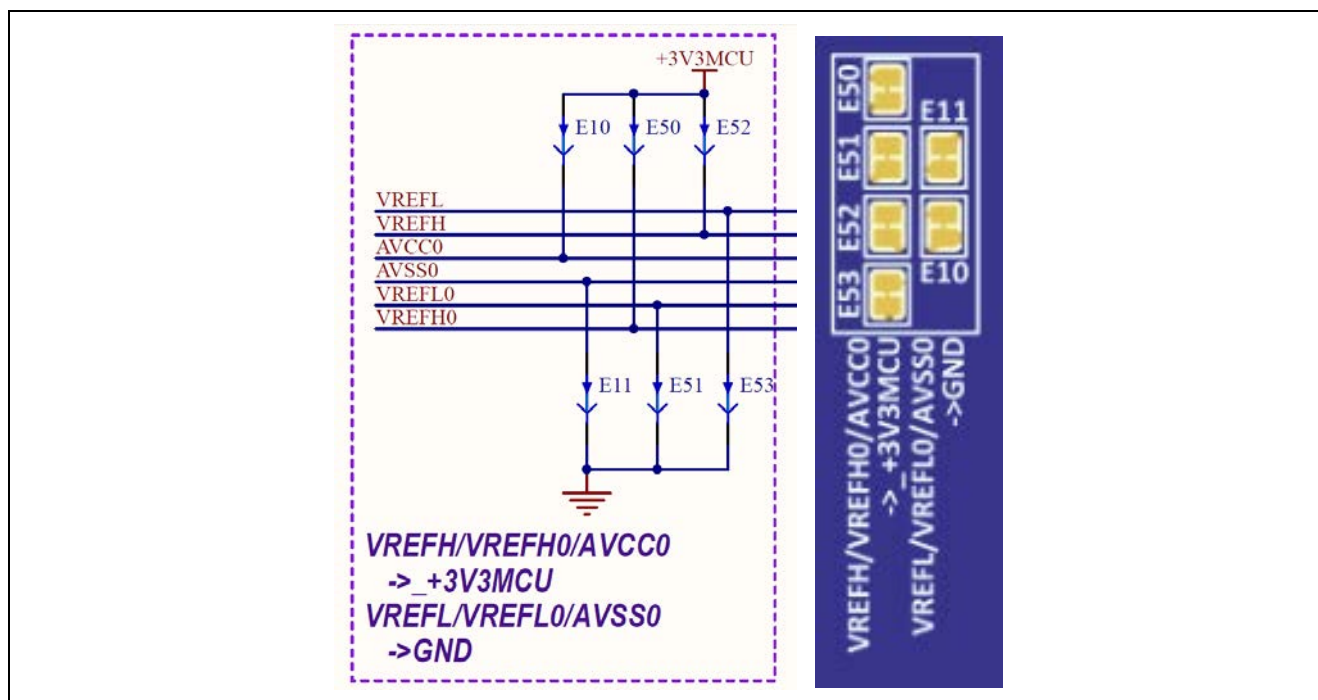 +3V3MCU
E10 E50 E52
VREFL
VREFH
AVCC0
AVSS0
VREFL0
VREFH0
E11 E51 E53
VREFH/VREFH0/AVCC0
->_+3V3MCU
VREFL/VREFL0/AVSS0
->GND
E50
E51
E52
E53
E11
E10
VREFH/VREFH0/AVCC0
->_+3V3MCU
VREFL/VREFL0/AVSS0
->GND